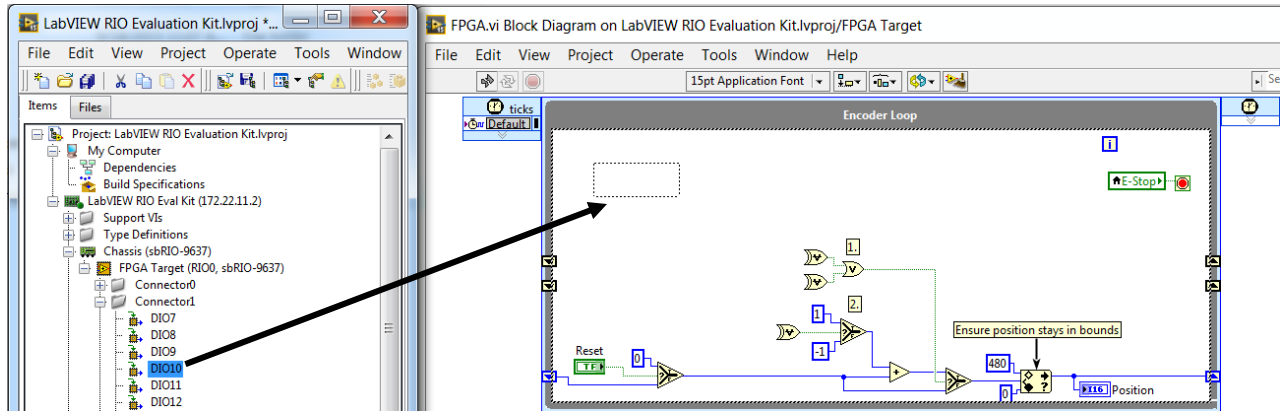 LabVIEW RIO Evaluation Kit.lvproj *...
File Edit View Project Operate Tools Window
Items Files
Project: LabVIEW RIO Evaluation Kit.lvproj
My Computer
Dependencies
Build Specifications
LabVIEW RIO Eval Kit (172.22.11.2)
Support VIs
Type Definitions
Chassis (sbRIO-9637)
FPGA Target (RIO0, sbRIO-9637)
Connector0
Connector1
DIO7
DIO8
DIO9
DIO10
DIO11
DIO12
FPGA.vi Block Diagram on LabVIEW RIO Evaluation Kit.lvproj/FPGA Target
File Edit View Project Operate Tools Window Help
15pt Application Font
Se
ticks
Default
Encoder Loop
i
E-Stop
1.
2.
1
-1
Ensure position stays in bounds
Reset
TF
0
480
0
I16 Position